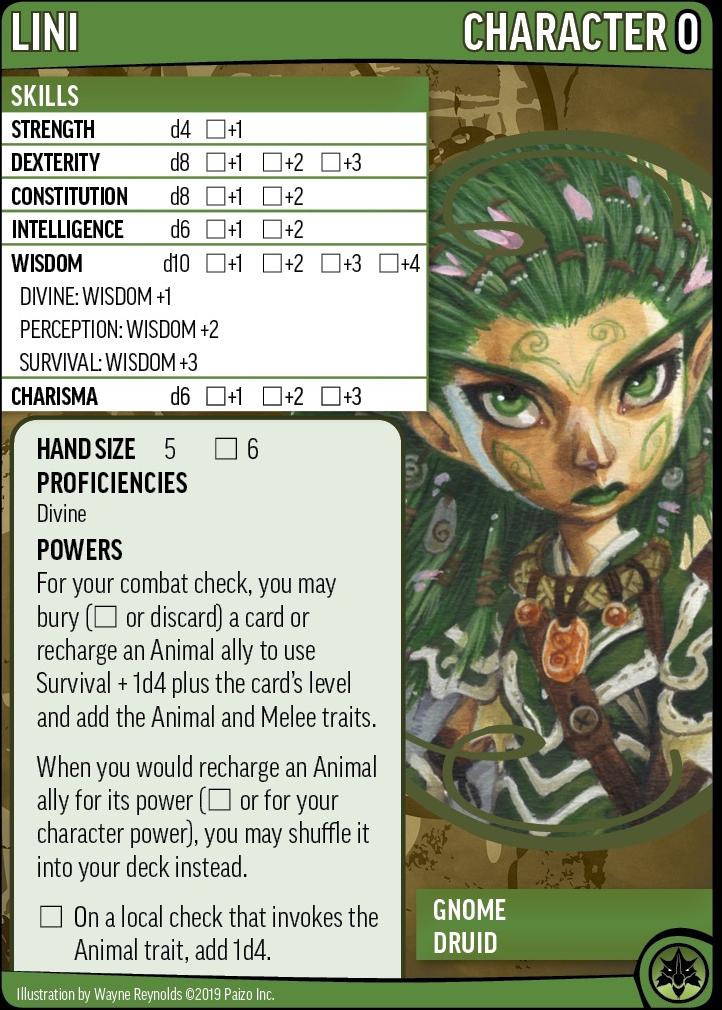 LINI CHARACTER 0
SKILLS
STRENGTH d4 ☐+1
DEXTERITY d8 ☐+1 ☐+2 ☐+3
CONSTITUTION d8 ☐+1 ☐+2
INTELLIGENCE d6 ☐+1 ☐+2
WISDOM d10 ☐+1 ☐+2 ☐+3 ☐+4
DIVINE: WISDOM +1
PERCEPTION: WISDOM +2
SURVIVAL: WISDOM +3
CHARISMA d6 ☐+1 ☐+2 ☐+3
HAND SIZE 5 ☐ 6
PROFICIENCIES
Divine
POWERS
For your combat check, you may
bury (☐ or discard) a card or
recharge an Animal ally to use
Survival + 1d4 plus the card's level
and add the Animal and Melee traits.
When you would recharge an Animal
ally for its power (☐ or for your
character power), you may shuffle it
into your deck instead.
☐ On a local check that invokes the
Animal trait, add 1d4.
GNOME
DRUID
Illustration by Wayne Reynolds ©2019 Paizo Inc.